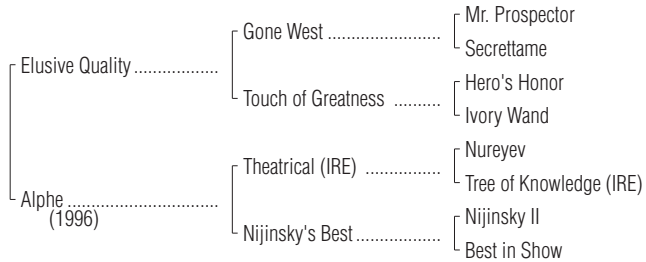 Mr. Prospector
Gone West
Secrettame
Elusive Quality
Hero's Honor
Touch of Greatness
Ivory Wand
Nureyev
Theatrical (IRE)
Tree of Knowledge (IRE)
Alphe
(1996)
Nijinsky II
Nijinsky's Best
Best in Show